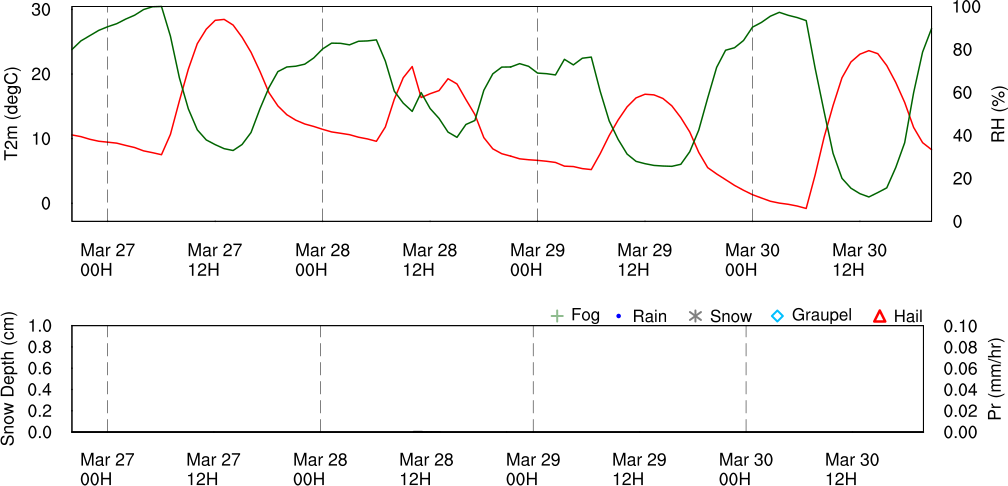 30
20
10
0
T2m (degC)
100
80
60
40
20
0
RH (%)
Mar 27 Mar 27 Mar 28 Mar 28 Mar 29 Mar 29 Mar 30 Mar 30
00H 12H 00H 12H 00H 12H 00H 12H
Fog Rain Snow Graupel Hail
1.0
0.8
0.6
0.4
0.2
0.0
Snow Depth (cm)
0.10
0.08
0.06
0.04
0.02
0.00
Pr (mm/hr)
Mar 27 Mar 27 Mar 28 Mar 28 Mar 29 Mar 29 Mar 30 Mar 30
00H 12H 00H 12H 00H 12H 00H 12H